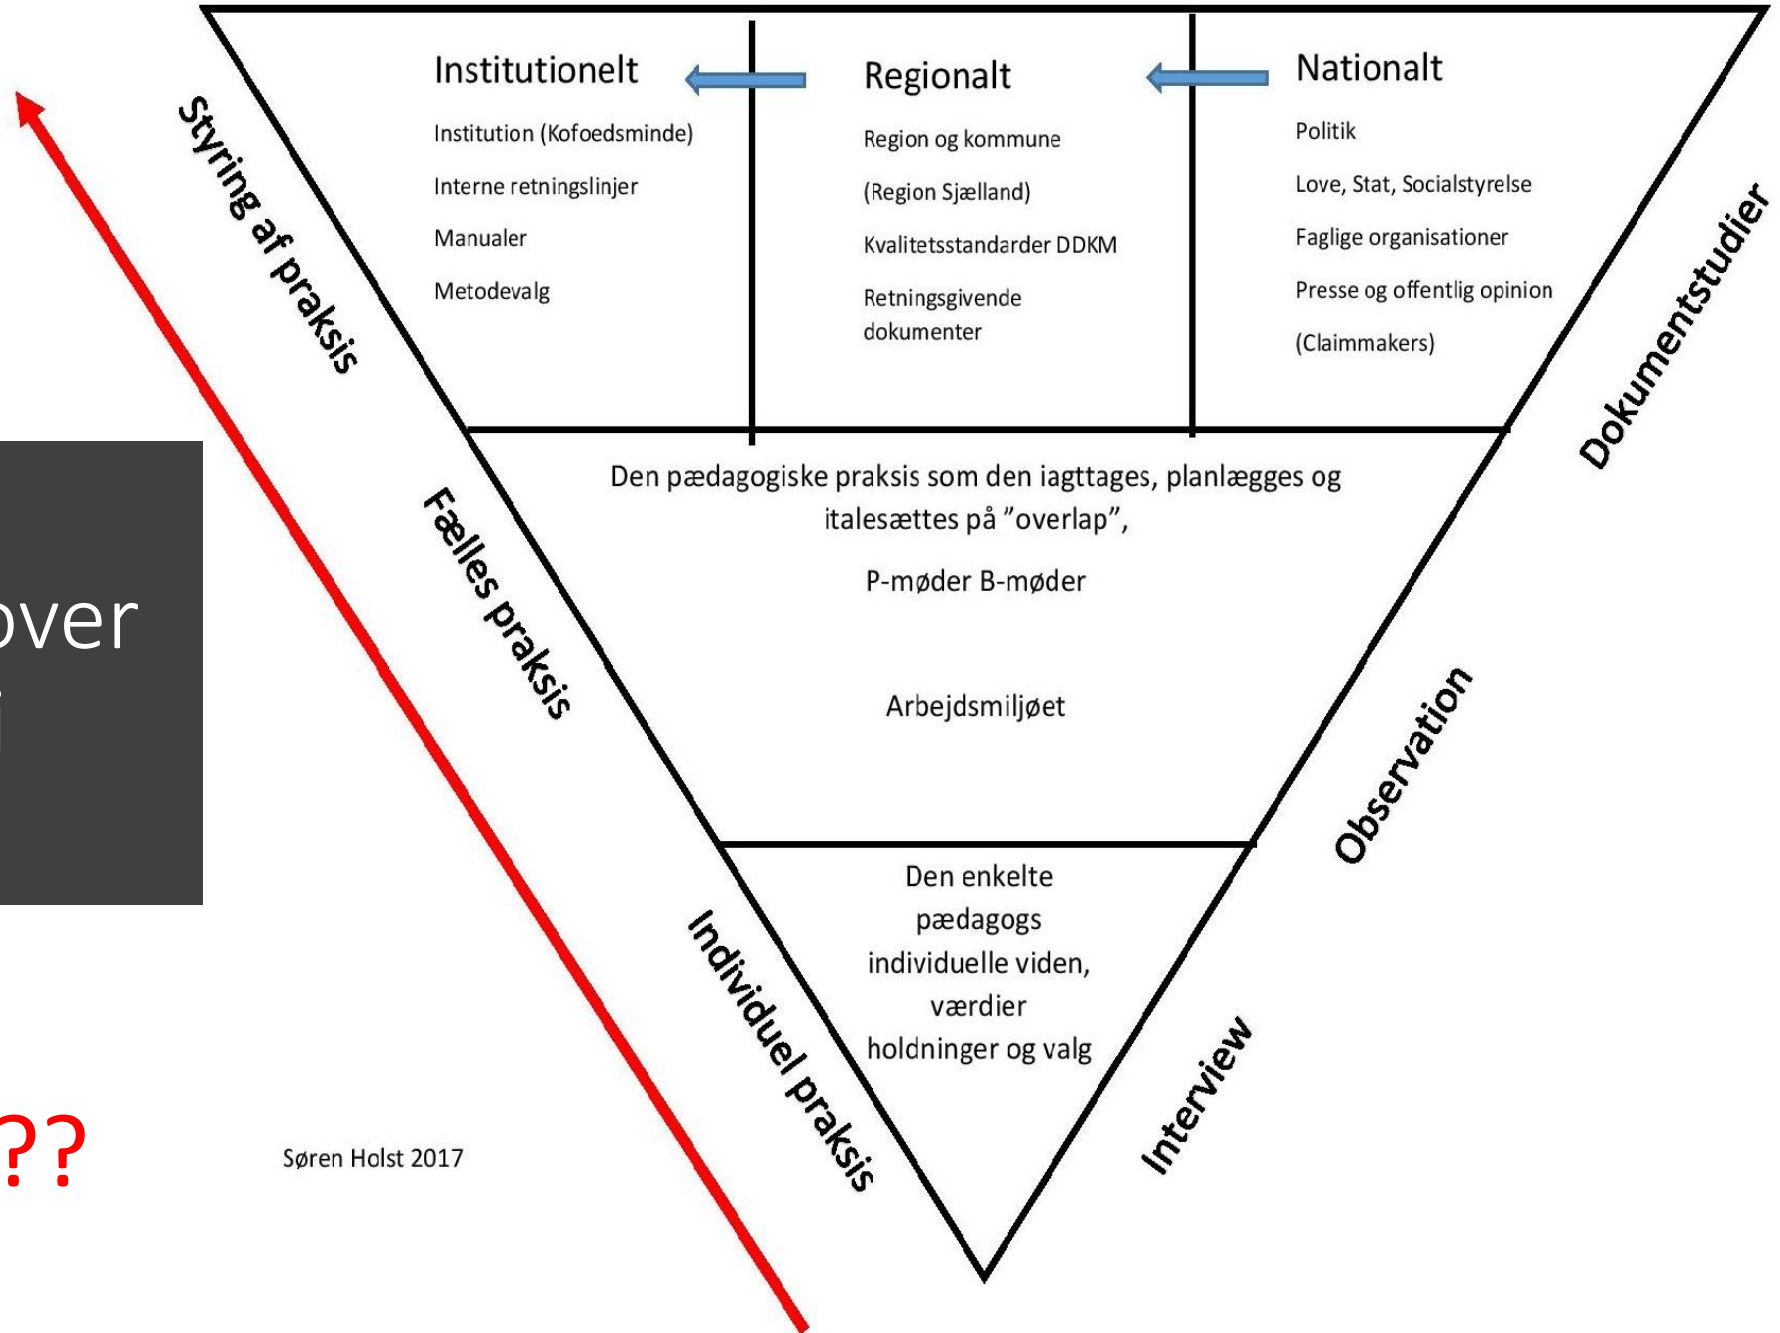 Institutionelt
Institution (Kofoedsminde)
Interne retningslinjer
Manualer
Metodevalg
Regionalt
Region og kommune
(Region Sjælland)
Kvalitetsstandarder DDKM
Retningsgivende
dokumenter
Nationalt
Politik
Love, Stat, Socialstyrelse
Faglige organisationer
Presse og offentlig opinion
(Claimmakers)
Styring af praksis
Dokumentstudier
Den pædagogiske praksis som den iagttages, planlægges og
italesættes på ”overlap”,
P-møder B-møder
Arbejdsmiljøet
Fælles praksis
Observation
over
i
Den enkelte
pædagogs
individuelle viden,
værdier
holdninger og valg
Individuel praksis
Interview
??
Søren Holst 2017